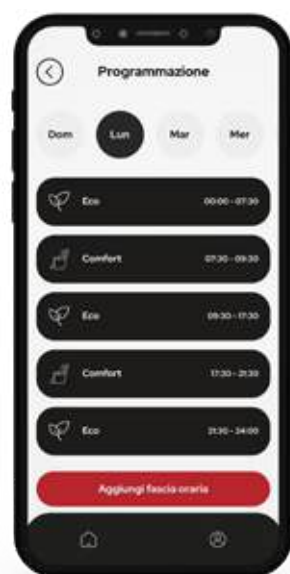 Programmazione
Dom Lun Mar Mer
Eco 00:00 - 07:30
Comfort 07:30 - 09:30
Eco 09:30 - 17:30
Comfort 17:30 - 21:30
Eco 21:30 - 24:00
Aggiungi fascia oraria